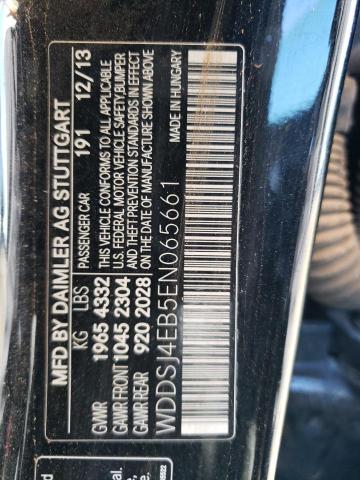 MFD BY DAIMLER AG STUTTGART
PASSENGER CAR 191 12/13
KG LBS
GVWR 1965 4332 THIS VEHICLE CONFORMS TO ALL APPLICABLE
GAWR FRONT 1045 2304 U.S. FEDERAL MOTOR VEHICLE SAFETY/BUMPER
GAWR REAR 920 2028 AND THEFT PREVENTION STANDARDS IN EFFECT
ON THE DATE OF MANUFACTURE SHOWN ABOVE
MADE IN HUNGARY
WDDSJ4EB5EN065661